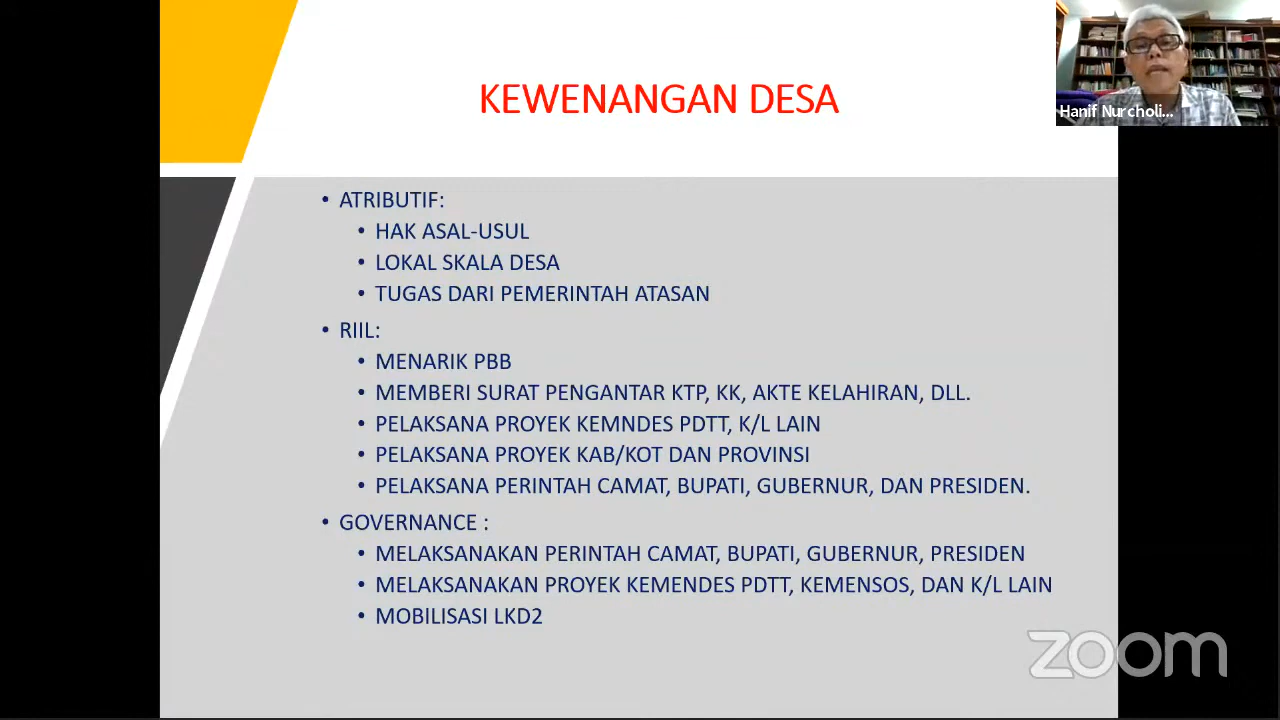 KEWENANGAN DESA
Hanif Nurcholi...
• ATRIBUTIF:
• HAK ASAL-USUL
• LOKAL SKALA DESA
• TUGAS DARI PEMERINTAH ATASAN
• RIIL:
• MENARIK PBB
• MEMBERI SURAT PENGANTAR KTP, KK, AKTE KELAHIRAN, DLL.
• PELAKSANA PROYEK KEMNDES PDTT, K/L LAIN
• PELAKSANA PROYEK KAB/KOT DAN PROVINSI
• PELAKSANA PERINTAH CAMAT, BUPATI, GUBERNUR, DAN PRESIDEN.
• GOVERNANCE :
• MELAKSANAKAN PERINTAH CAMAT, BUPATI, GUBERNUR, PRESIDEN
• MELAKSANAKAN PROYEK KEMENDES PDTT, KEMENSOS, DAN K/L LAIN
• MOBILISASI LKD2
zoom